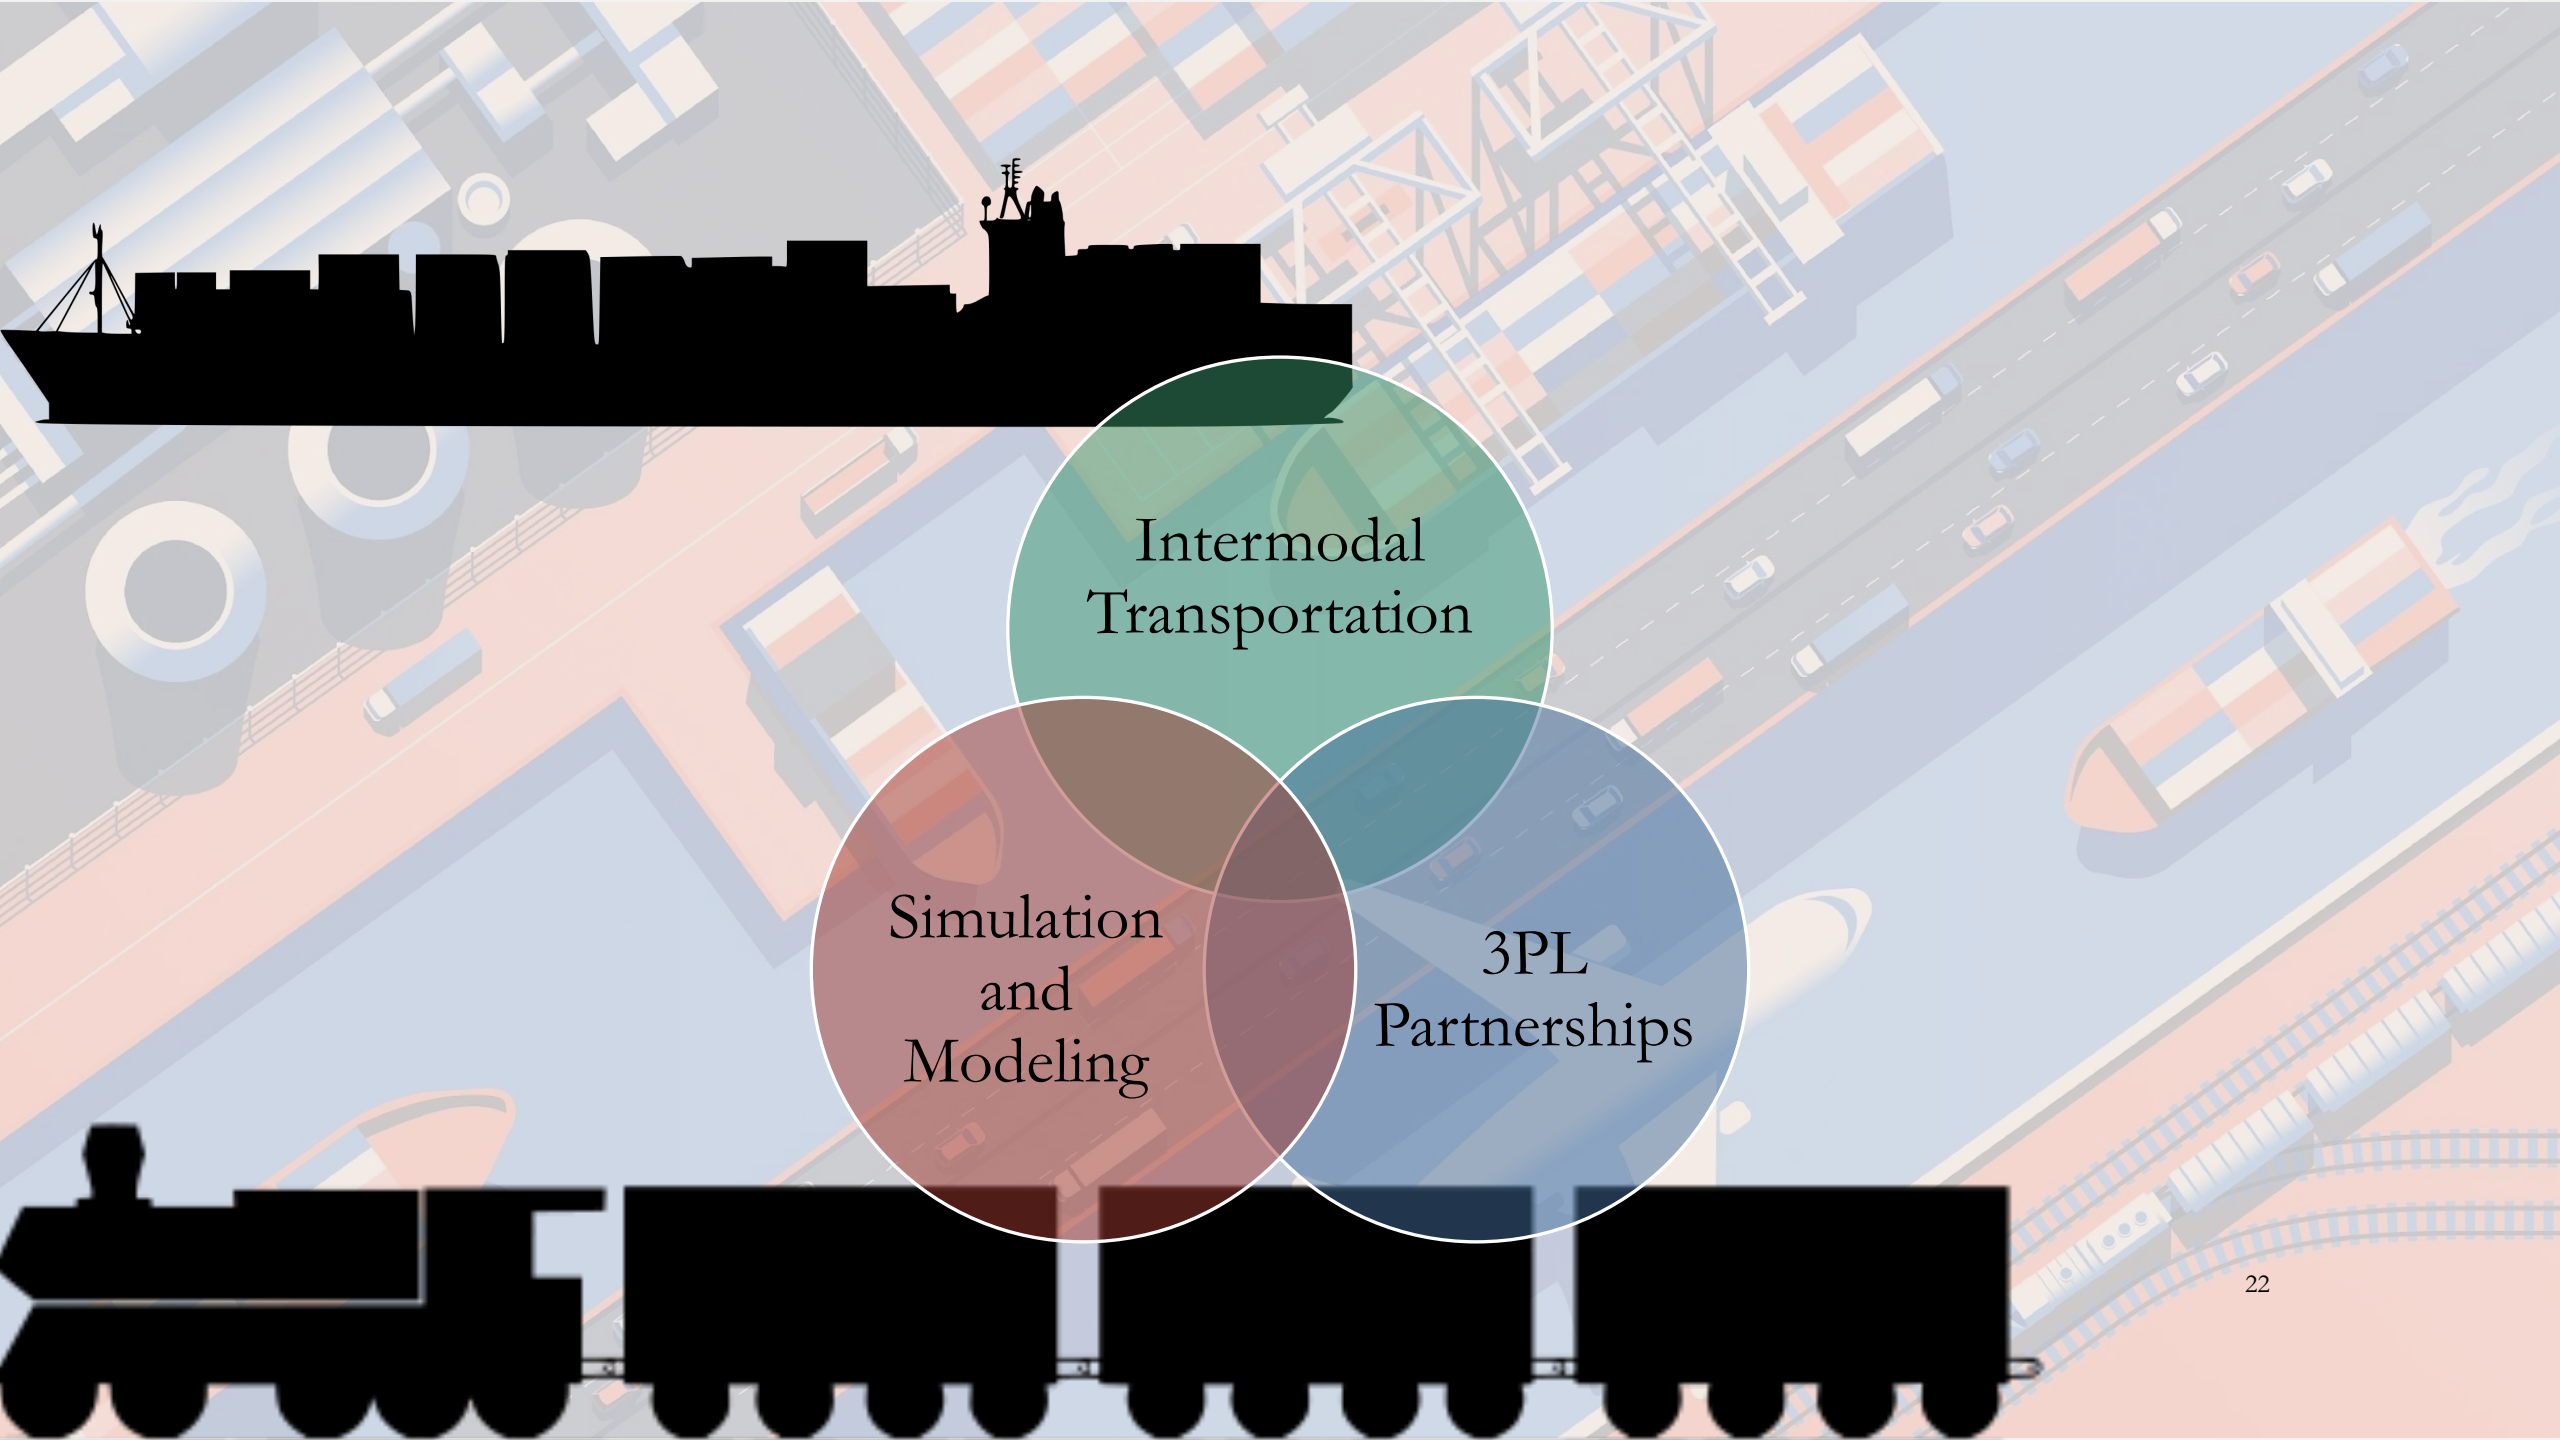 Intermodal
Transportation
Simulation
and
Modeling
3PL
Partnerships
22